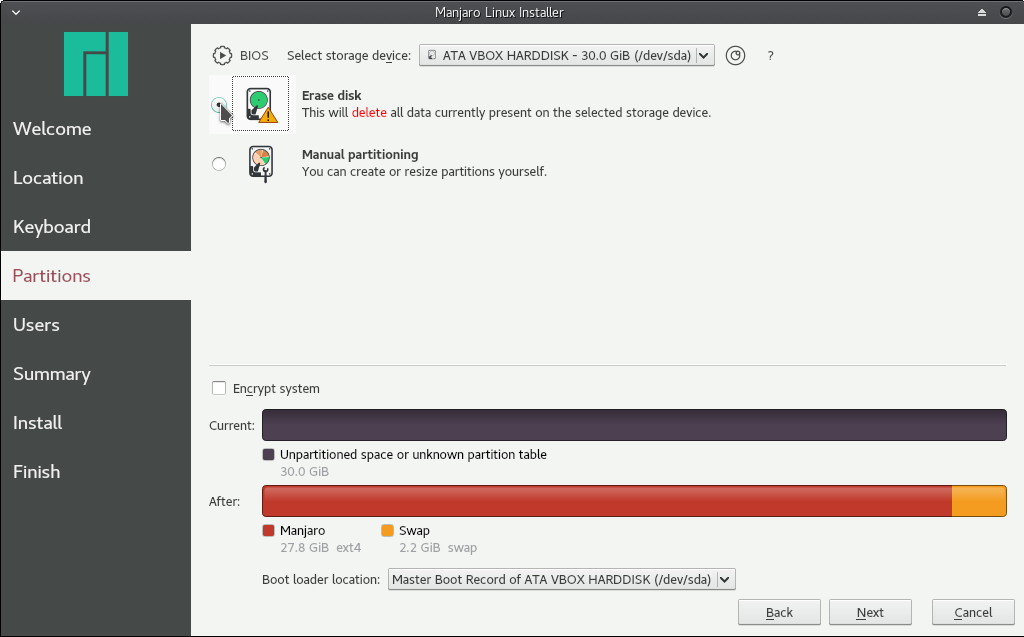 Manjaro Linux Installer
Welcome
Location
Keyboard
Partitions
Users
Summary
Install
Finish
BIOS Select storage device: ATA VBOX HARDDISK - 30.0 GiB (/dev/sda) ?
Erase disk
This will delete all data currently present on the selected storage device.
Manual partitioning
You can create or resize partitions yourself.
Encrypt system
Current:
Unpartitioned space or unknown partition table
30.0 GiB
After:
Manjaro Swap
27.8 GiB ext4 2.2 GiB swap
Boot loader location: Master Boot Record of ATA VBOX HARDDISK (/dev/sda)
Back Next Cancel